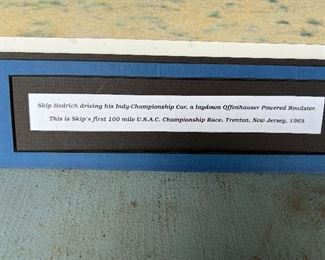 Skip Hedrich driving his Indy-Championship Car, a laydown Offenhauser Powered Roadster.
This is Skip's first 100 mile U.S.A.C. Championship Race, Trenton, New Jersey, 1965